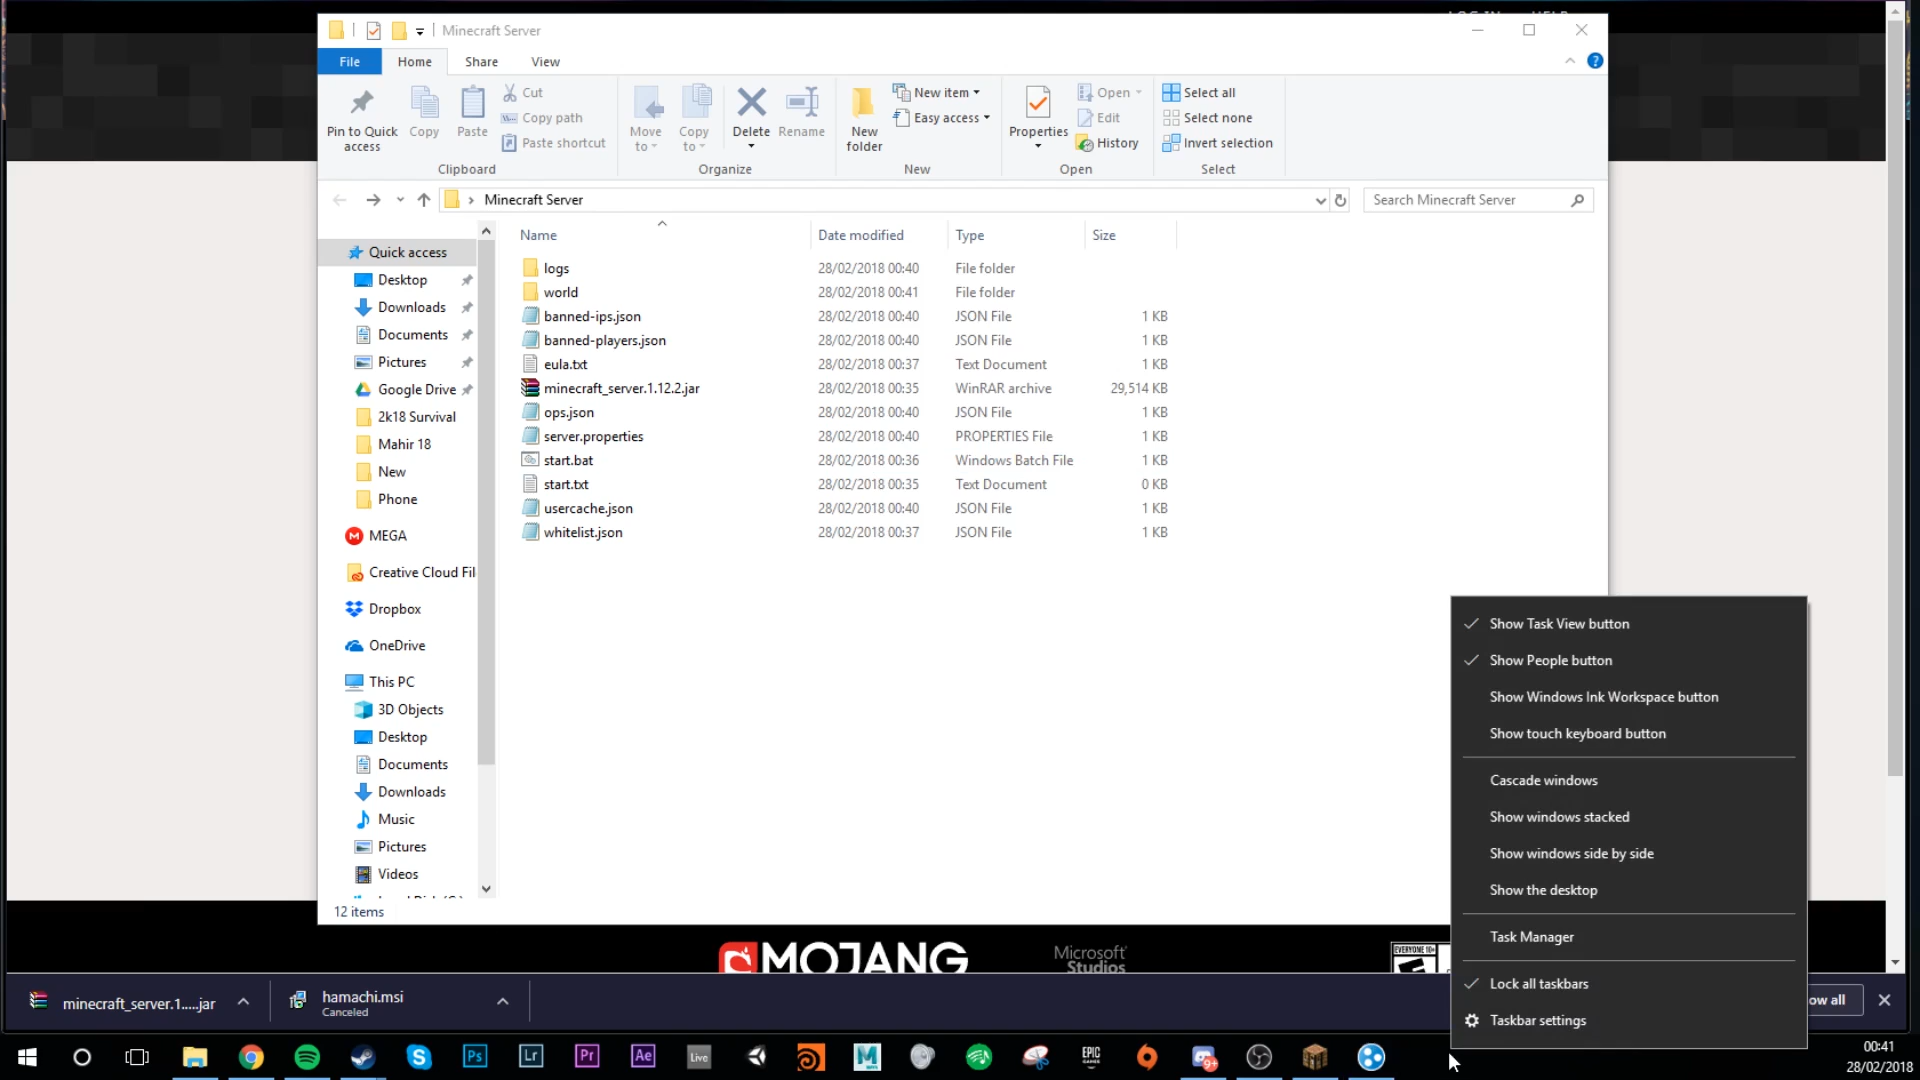 Minecraft Server
File Home Share View
Pin to Quick access
Copy
Paste
Cut
Copy path
Paste shortcut
Clipboard
Move to
Copy to
Delete
Rename
Organize
New folder
New item
Easy access
New
Properties
Open
Edit
History
Open
Select all
Select none
Invert selection
Select
Minecraft Server
Search Minecraft Server
Name Date modified Type Size
logs 28/02/2018 00:40 File folder
world 28/02/2018 00:41 File folder
banned-ips.json 28/02/2018 00:40 JSON File 1 KB
banned-players.json 28/02/2018 00:40 JSON File 1 KB
eula.txt 28/02/2018 00:37 Text Document 1 KB
minecraft_server.1.12.2.jar 28/02/2018 00:35 WinRAR archive 29,514 KB
ops.json 28/02/2018 00:40 JSON File 1 KB
server.properties 28/02/2018 00:40 PROPERTIES File 1 KB
start.bat 28/02/2018 00:36 Windows Batch File 1 KB
start.txt 28/02/2018 00:35 Text Document 0 KB
usercache.json 28/02/2018 00:40 JSON File 1 KB
whitelist.json 28/02/2018 00:37 JSON File 1 KB
Quick access
Desktop
Downloads
Documents
Pictures
Google Drive
2k18 Survival
Mahir 18
New
Phone
MEGA
Creative Cloud Fil
Dropbox
OneDrive
This PC
3D Objects
Desktop
Documents
Downloads
Music
Pictures
Videos
12 items
Show Task View button
Show People button
Show Windows Ink Workspace button
Show touch keyboard button
Cascade windows
Show windows stacked
Show windows side by side
Show the desktop
Task Manager
Lock all taskbars
Taskbar settings
MOJANG
Microsoft Studios
EVERYONE 10+
minecraft_server.1.....jar
hamachi.msi
Canceled
ow all
Ps Lr Pr Ae Live
EPIC GAMES
9+
00:41
28/02/2018